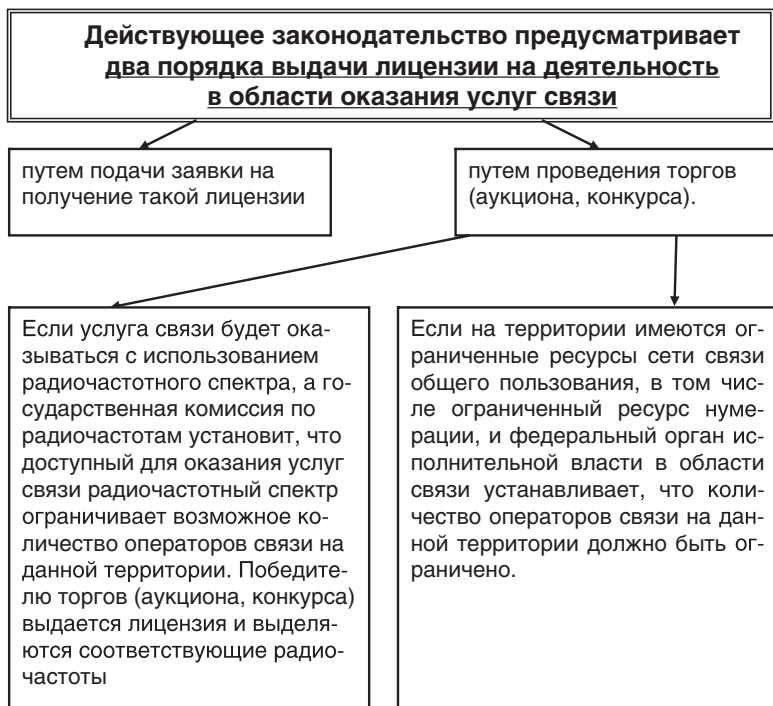 Действующее законодательство предусматривает
два порядка выдачи лицензии на деятельность
в области оказания услуг связи
путем подачи заявки на
получение такой лицензии
путем проведения торгов
(аукциона, конкурса).
Если услуга связи будет ока-
зываться с использованием
радиочастотного спектра, а го-
сударственная комиссия по
радиочастотам установит, что
доступный для оказания услуг
связи радиочастотный спектр
ограничивает возможное ко-
личество операторов связи на
данной территории. Победите-
лю торгов (аукциона, конкурса)
выдается лицензия и выделя-
ются соответствующие радио-
частоты
Если на территории имеются ог-
раниченные ресурсы сети связи
общего пользования, в том чис-
ле ограниченный ресурс нуме-
рации, и федеральный орган ис-
полнительной власти в области
связи устанавливает, что коли-
чество операторов связи на дан-
ной территории должно быть ог-
раничено.